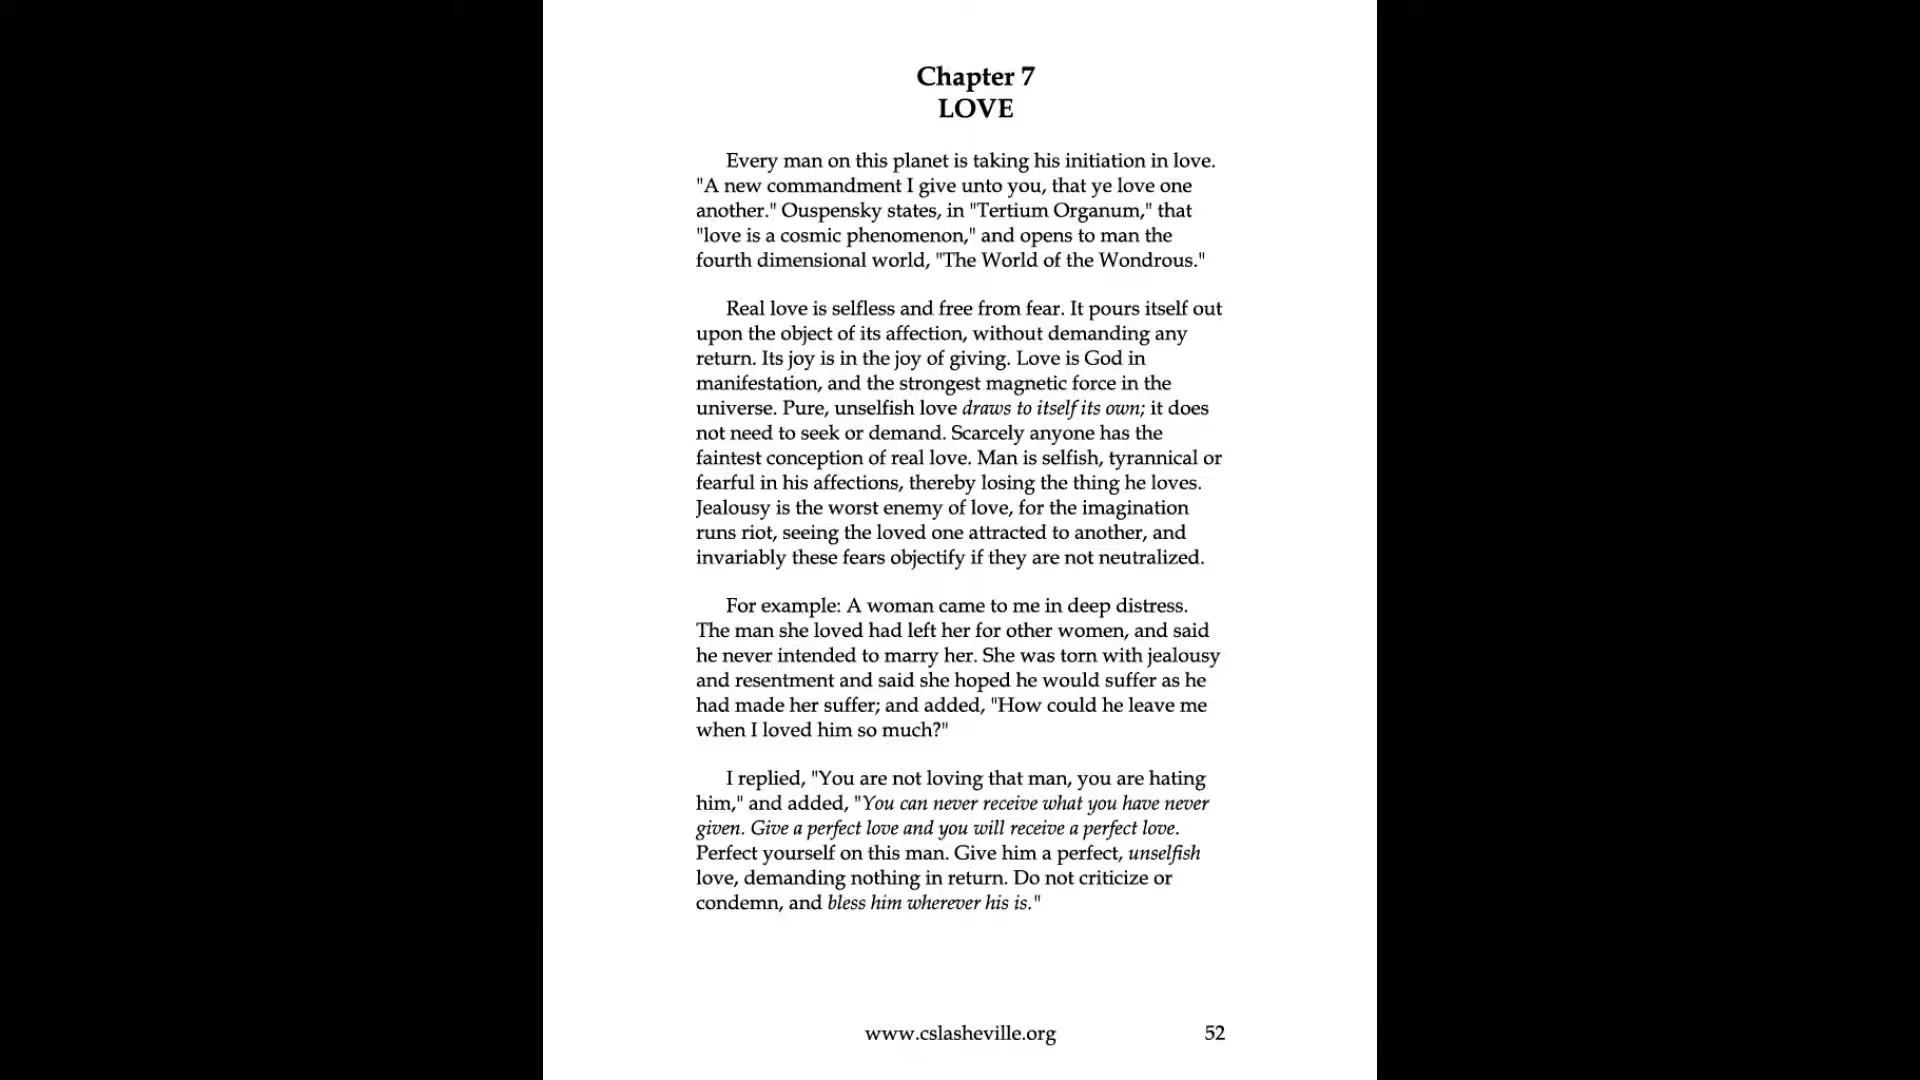 Chapter 7
LOVE
Every man on this planet is taking his initiation in love.
"A new commandment I give unto you, that ye love one
another." Ouspensky states, in "Tertium Organum," that
"love is a cosmic phenomenon," and opens to man the
fourth dimensional world, "The World of the Wondrous."
Real love is selfless and free from fear. It pours itself out
upon the object of its affection, without demanding any
return. Its joy is in the joy of giving. Love is God in
manifestation, and the strongest magnetic force in the
universe. Pure, unselfish love draws to itself its own; it does
not need to seek or demand. Scarcely anyone has the
faintest conception of real love. Man is selfish, tyrannical or
fearful in his affections, thereby losing the thing he loves.
Jealousy is the worst enemy of love, for the imagination
runs riot, seeing the loved one attracted to another, and
invariably these fears objectify if they are not neutralized.
For example: A woman came to me in deep distress.
The man she loved had left her for other women, and said
he never intended to marry her. She was torn with jealousy
and resentment and said she hoped he would suffer as he
had made her suffer; and added, "How could he leave me
when I loved him so much?"
I replied, "You are not loving that man, you are hating
him," and added, "You can never receive what you have never
given. Give a perfect love and you will receive a perfect love.
Perfect yourself on this man. Give him a perfect, unselfish
love, demanding nothing in return. Do not criticize or
condemn, and bless him wherever his is."
www.cslasheville.org 52